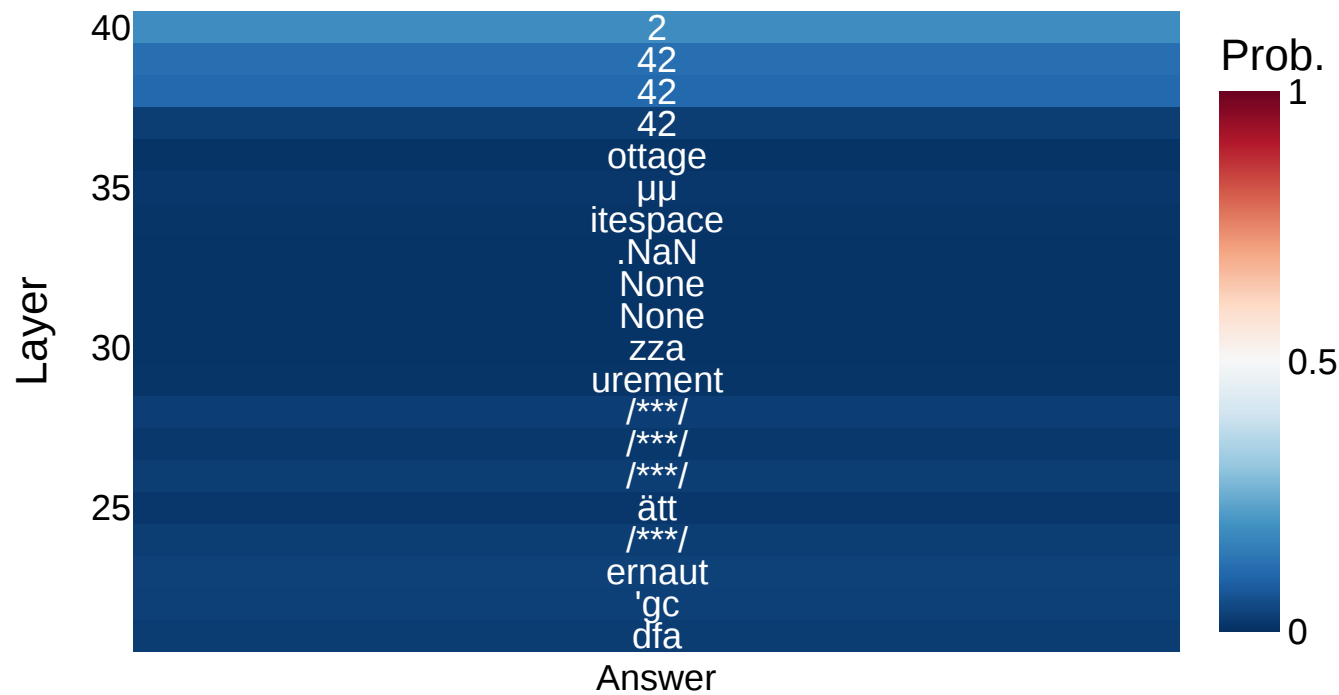 40
2
42
42
42
ottage
35
µµ
itespace
.NaN
None
None
30
zza
urement
/***/
/***/
/***/
25
ätt
/***/
ernaut
'gc
dfa
Layer
Answer
Prob.
1
0.5
0